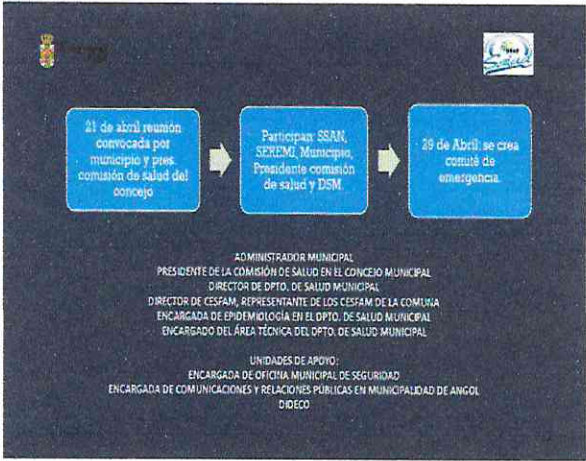 21 de abril reunión
convocada por
municipio y pres.
comisión de salud del
concejo
Participan: SSAN,
SEREMI, Municipio,
Presidente comisión
de salud y DSM.
29 de Abril: se crea
comité de
emergencia.
ADMINISTRADOR MUNICIPAL
PRESIDENTE DE LA COMISIÓN DE SALUD EN EL CONCEJO MUNICIPAL
DIRECTOR DE DPTO. DE SALUD MUNICIPAL
DIRECTOR DE CESFAM, REPRESENTANTE DE LOS CESFAM DE LA COMUNA
ENCARGADA DE EPIDEMIOLOGÍA EN EL DPTO. DE SALUD MUNICIPAL
ENCARGADO DEL ÁREA TÉCNICA DEL DPTO. DE SALUD MUNICIPAL
UNIDADES DE APOYO:
ENCARGADA DE OFICINA MUNICIPAL DE SEGURIDAD
ENCARGADA DE COMUNICACIONES Y RELACIONES PÚBLICAS EN MUNICIPALIDAD DE ANGOL
DIDECO